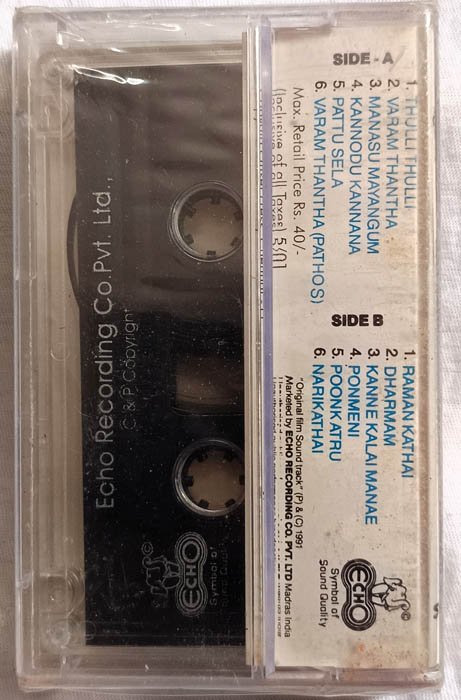 SIDE - A
1. THULLI THULLI
2. VARAM THANTHA
3. MANASU MAYANGUM
4. KANNODU KANNANA
5. PATTU SELA
6. VARAM THANTHA (PATHOS)
Max. Retail Price Rs. 40/-
(Inclusive of all Taxes) 5/01
SIDE B
1. RAMAN KATHAI
2. DHARMAM
3. KANNE KALAI MANAE
4. PONMENI
5. POONKATRU
6. NARIKATHAI
"Original film Sound track" (P) & (C) 1991
Marketed by ECHO RECORDING CO. PVT. LTD Madras India
ECHO
Symbol of
Sound Quality
Echo Recording Co. Pvt. Ltd.,
C & P Copyright
ECHO
Symbol of
Sound Quality